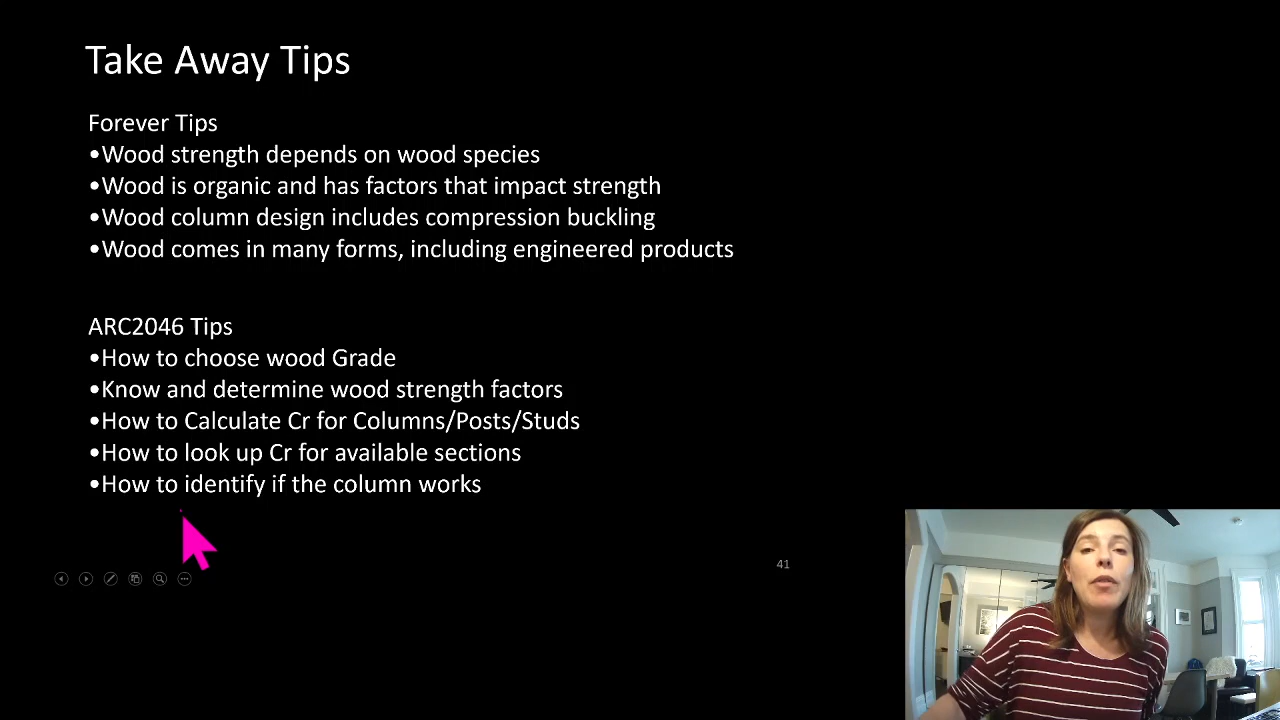 Take Away Tips
Forever Tips
•Wood strength depends on wood species
•Wood is organic and has factors that impact strength
•Wood column design includes compression buckling
•Wood comes in many forms, including engineered products
ARC2046 Tips
•How to choose wood Grade
•Know and determine wood strength factors
•How to Calculate Cr for Columns/Posts/Studs
•How to look up Cr for available sections
•How to identify if the column works
41